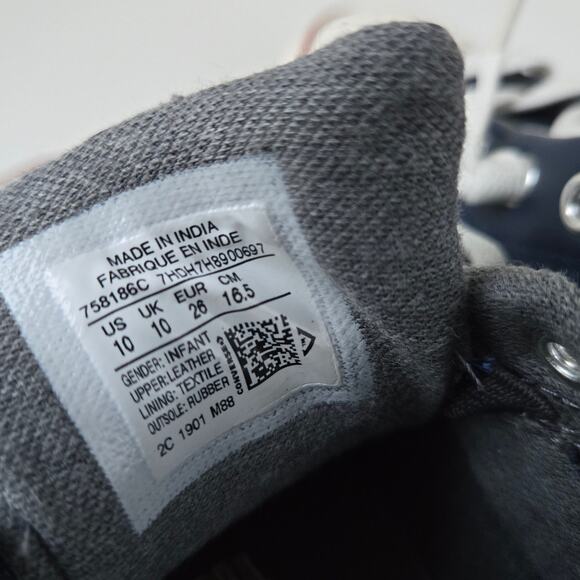 MADE IN INDIA
FABRIQUE EN INDE
758186C 7HDH7H8900697
US UK EUR CM
10 10 26 16.5
GENDER: INFANT
UPPER: LEATHER
LINING: TEXTILE
OUTSOLE: RUBBER
CONVERSE
2C 1901 M88